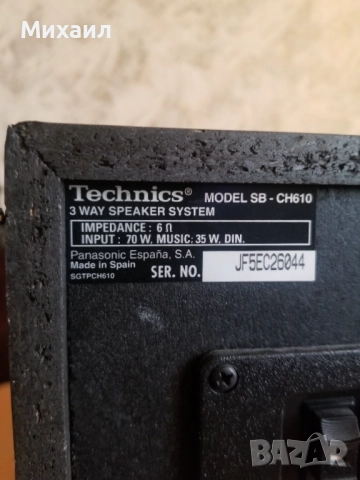 Михаил
Technics® MODEL SB - CH610
3 WAY SPEAKER SYSTEM
IMPEDANCE : 6 Ω
INPUT : 70 W. MUSIC: 35 W, DIN.
Panasonic España, S.A.
Made in Spain
SGTPCH610
SER. NO. JF5EC26044
BAZAR